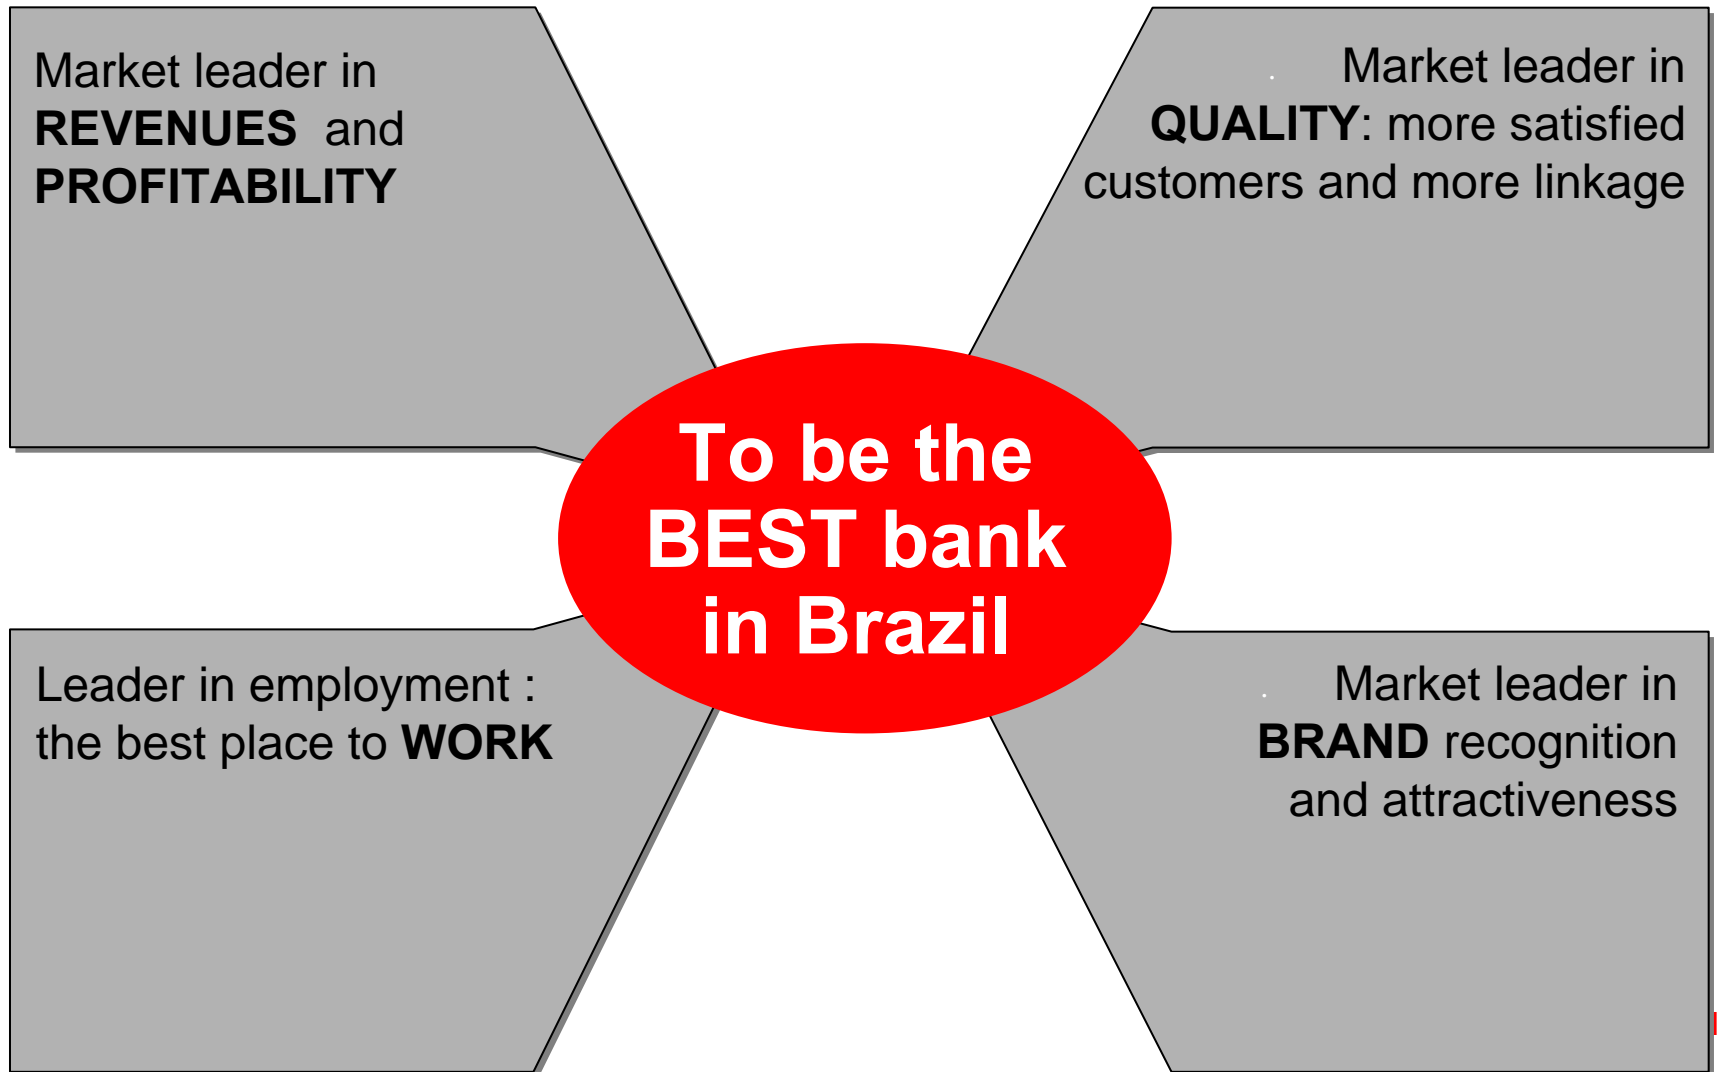 Market leader in
REVENUES  and
PROFITABILITY
Market leader in
QUALITY: more satisfied
customers and more linkage
To be the
BEST bank
in Brazil
Leader in employment :
the best place to WORK
Market leader in
BRAND recognition
and attractiveness